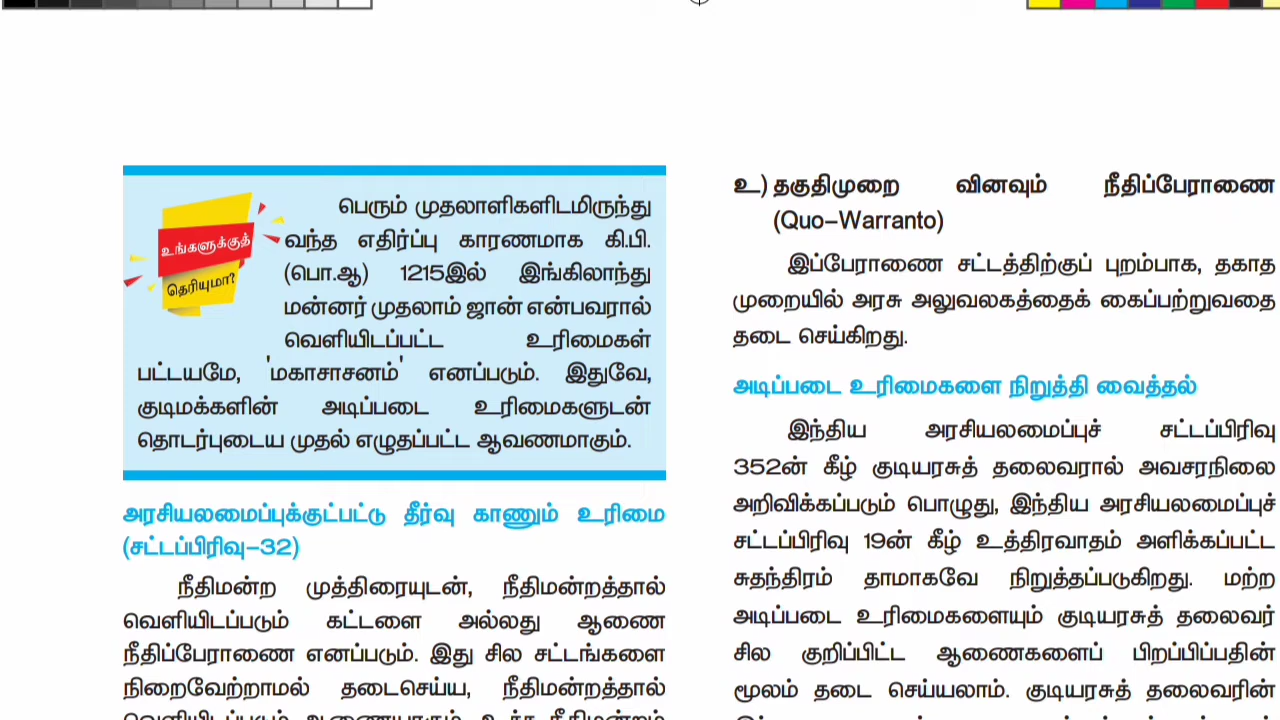 உங்களுக்குத்
தெரியுமா?
பெரும் முதலாளிகளிடமிருந்து
வந்த எதிர்ப்பு காரணமாக கி.பி.
(பொ.ஆ) 1215இல் இங்கிலாந்து
மன்னர் முதலாம் ஜான் என்பவரால்
வெளியிடப்பட்ட உரிமைகள்
பட்டயமே, 'மகாசாசனம்' எனப்படும். இதுவே,
குடிமக்களின் அடிப்படை உரிமைகளுடன்
தொடர்புடைய முதல் எழுதப்பட்ட ஆவணமாகும்.
அரசியலமைப்புக்குட்பட்டு தீர்வு காணும் உரிமை
(சட்டப்பிரிவு-32)
நீதிமன்ற முத்திரையுடன், நீதிமன்றத்தால்
வெளியிடப்படும் கட்டளை அல்லது ஆணை
நீதிப்பேராணை எனப்படும். இது சில சட்டங்களை
நிறைவேற்றாமல் தடைசெய்ய, நீதிமன்றத்தால்
உ) தகுதிமுறை வினவும் நீதிப்பேராணை
(Quo-Warranto)
இப்பேராணை சட்டத்திற்குப் புறம்பாக, தகாத
முறையில் அரசு அலுவலகத்தைக் கைப்பற்றுவதை
தடை செய்கிறது.
அடிப்படை உரிமைகளை நிறுத்தி வைத்தல்
இந்திய அரசியலமைப்புச் சட்டப்பிரிவு
352ன் கீழ் குடியரசுத் தலைவரால் அவசரநிலை
அறிவிக்கப்படும் பொழுது, இந்திய அரசியலமைப்புச்
சட்டப்பிரிவு 19ன் கீழ் உத்திரவாதம் அளிக்கப்பட்ட
சுதந்திரம் தாமாகவே நிறுத்தப்படுகிறது. மற்ற
அடிப்படை உரிமைகளையும் குடியரசுத் தலைவர்
சில குறிப்பிட்ட ஆணைகளைப் பிறப்பிப்பதின்
மூலம் தடை செய்யலாம். குடியரசுத் தலைவரின்